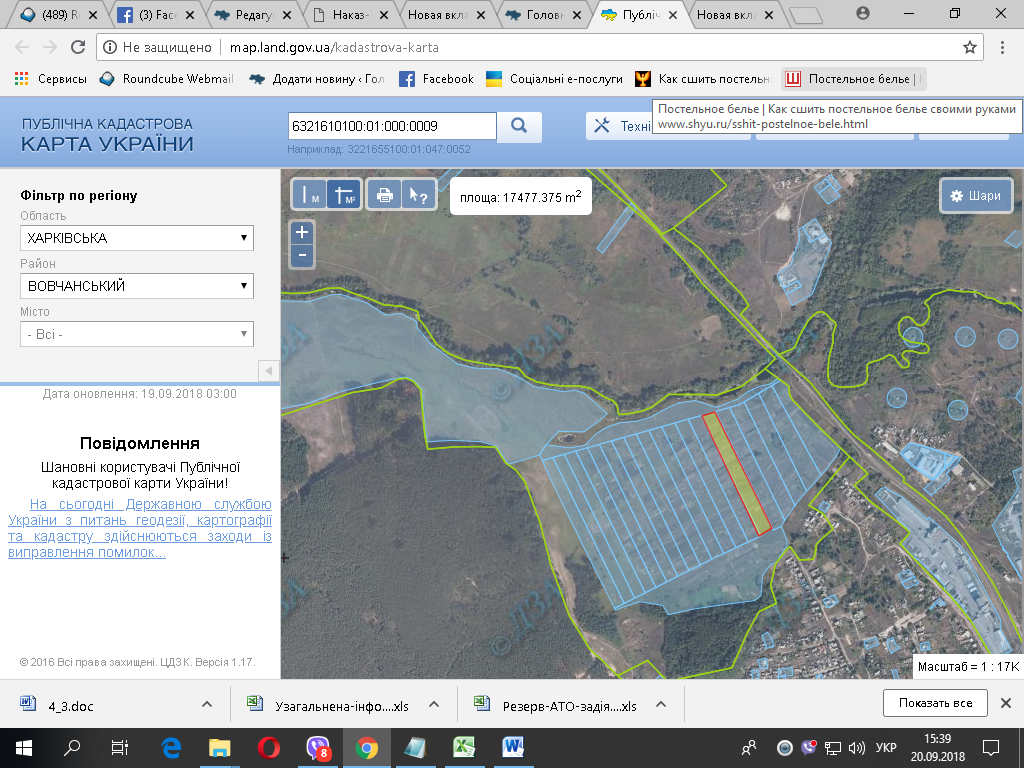 (489) R
(3) Fac
Редагу
Наказ-
Новая вкла
Головн
Публіч
Новая вкл
Не защищено
map.land.gov.ua/kadastrova-karta
Сервисы
Roundcube Webmail
Додати новину ‹ Гол
Facebook
Соціальні е-послуги
Как сшить постельн
Постельное белье |
Постельное белье | Как сшить постельное белье своими руками
www.shyu.ru/sshit-postelnoe-bele.html
ПУБЛІЧНА КАДАСТРОВА
КАРТА УКРАЇНИ
6321610100:01:000:0009
Наприклад: 3221655100:01:047:0052
Техні
Фільтр по регіону
Область
ХАРКІВСЬКА
Район
ВОВЧАНСЬКИЙ
Місто
- Всі -
Дата оновлення: 19.09.2018 03:00
Повідомлення
Шановні користувачі Публічної
кадастрової карти України!
На сьогодні Державною службою
України з питань геодезії, картографії
та кадастру здійснюються заходи із
виправлення помилок...
© 2016 Всі права захищені. ЦДЗК. Версія 1.17.
М
М²
?
площа: 17477.375 m²
Шари
+
-
Масштаб = 1 : 17K
4_3.doc
Узагальнена-інфо....xls
Резерв-АТО-задія....xls
Показать все
8
УКР
15:39
20.09.2018